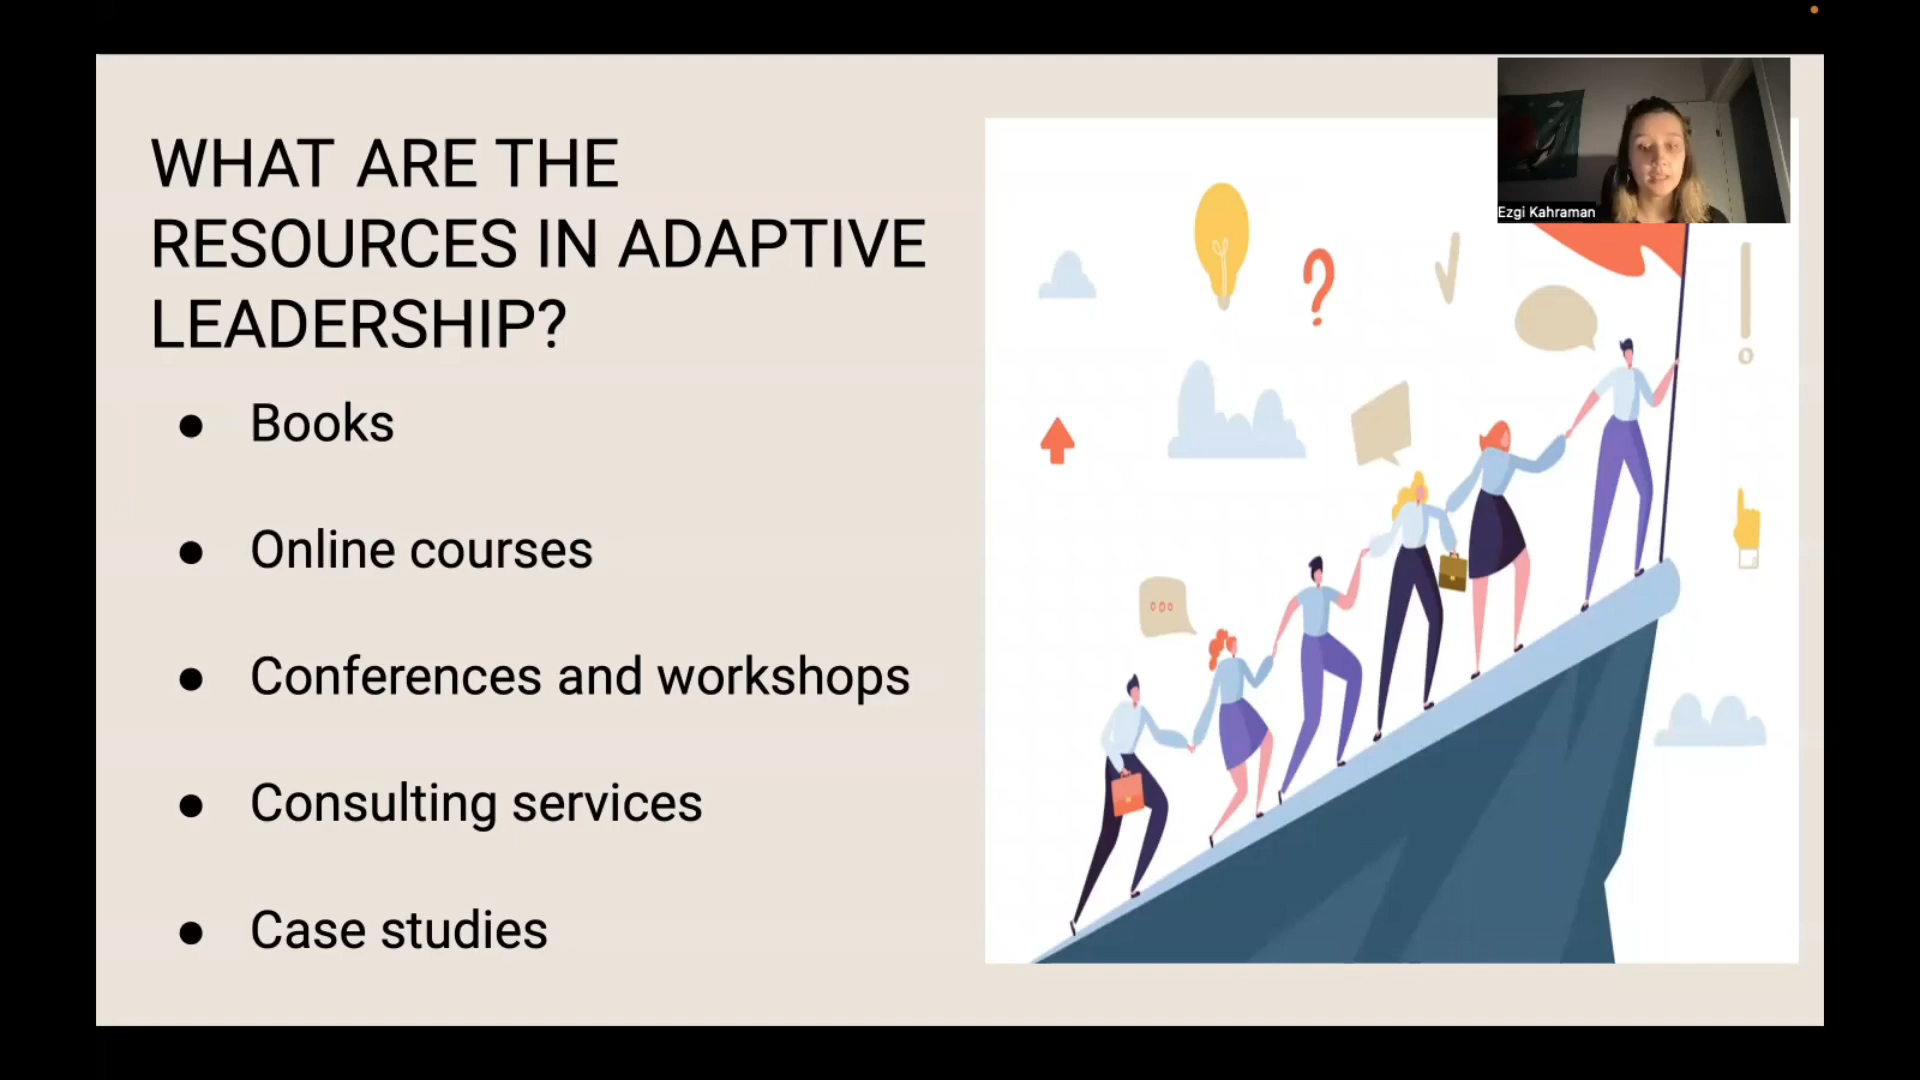 WHAT ARE THE
RESOURCES IN ADAPTIVE
LEADERSHIP?
● Books
● Online courses
● Conferences and workshops
● Consulting services
● Case studies
Ezgi Kahraman